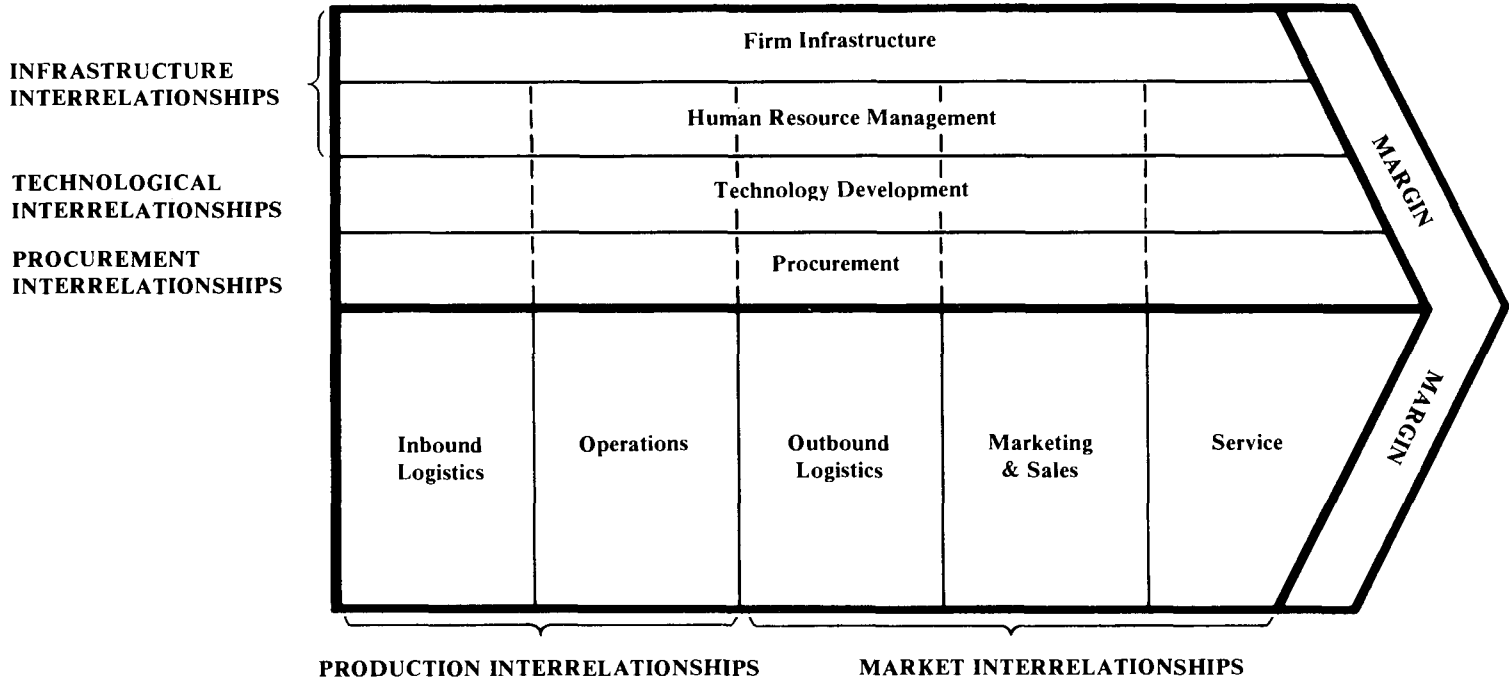 Firm Infrastructure
INFRASTRUCTURE
INTERRELATIONSHIPS
Human Resource Management
TECHNOLOGICAL
INTERRELATIONSHIPS
Technology Development
PROCUREMENT
INTERRELATIONSHIPS
Procurement
MARGIN
MARGIN
Inbound
Logistics
Operations
Outbound
Logistics
Marketing
& Sales
Service
PRODUCTION INTERRELATIONSHIPS
MARKET INTERRELATIONSHIPS